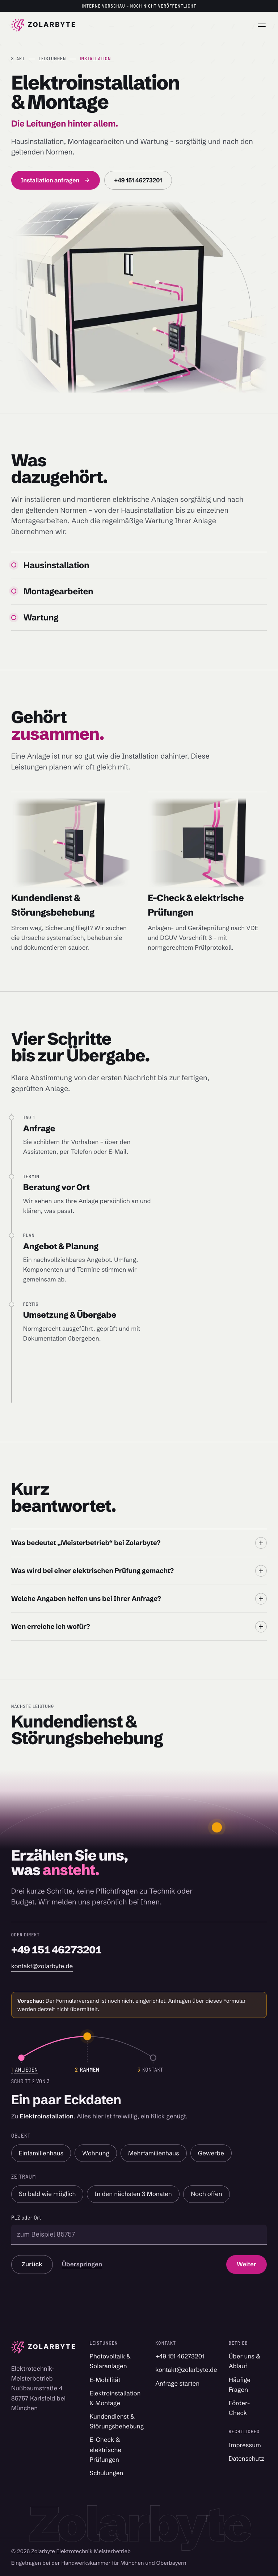 INTERNE VORSCHAU – NOCH NICHT VERÖFFENTLICHT
ZOLARBYTE
START — LEISTUNGEN — INSTALLATION
Elektroinstallation
& Montage
Die Leitungen hinter allem.
Hausinstallation, Montagearbeiten und Wartung – sorgfältig und nach den
geltenden Normen.
Installation anfragen →
+49 151 46273201
Was
dazugehört.
Wir installieren und montieren elektrische Anlagen sorgfältig und nach
den geltenden Normen – von der Hausinstallation bis zu einzelnen
Montagearbeiten. Auch die regelmäßige Wartung Ihrer Anlage
übernehmen wir.
Hausinstallation
Montagearbeiten
Wartung
Gehört
zusammen.
Eine Anlage ist nur so gut wie die Installation dahinter. Diese
Leistungen planen wir oft gleich mit.
Kundendienst &
Störungsbehebung
Strom weg, Sicherung fliegt? Wir suchen
die Ursache systematisch, beheben sie
und dokumentieren sauber.
E-Check & elektrische
Prüfungen
Anlagen- und Geräteprüfung nach VDE
und DGUV Vorschrift 3 – mit
normgerechtem Prüfprotokoll.
Vier Schritte
bis zur Übergabe.
Klare Abstimmung von der ersten Nachricht bis zur fertigen,
geprüften Anlage.
TAG 1
Anfrage
Sie schildern Ihr Vorhaben – über den
Assistenten, per Telefon oder E-Mail.
TERMIN
Beratung vor Ort
Wir sehen uns Ihre Anlage persönlich an und
klären, was passt.
PLAN
Angebot & Planung
Ein nachvollziehbares Angebot. Umfang,
Komponenten und Termine stimmen wir
gemeinsam ab.
FERTIG
Umsetzung & Übergabe
Normgerecht ausgeführt, geprüft und mit
Dokumentation übergeben.
Kurz
beantwortet.
Was bedeutet „Meisterbetrieb“ bei Zolarbyte?
Was wird bei einer elektrischen Prüfung gemacht?
Welche Angaben helfen uns bei Ihrer Anfrage?
Wen erreiche ich wofür?
NÄCHSTE LEISTUNG
Kundendienst &
Störungsbehebung
Erzählen Sie uns,
was ansteht.
Drei kurze Schritte, keine Pflichtfragen zu Technik oder
Budget. Wir melden uns persönlich bei Ihnen.
ODER DIREKT
+49 151 46273201
kontakt@zolarbyte.de
Vorschau: Der Formularversand ist noch nicht eingerichtet. Anfragen über dieses Formular
werden derzeit nicht übermittelt.
1 ANLIEGEN
2 RAHMEN
3 KONTAKT
SCHRITT 2 VON 3
Ein paar Eckdaten
Zu Elektroinstallation. Alles hier ist freiwillig, ein Klick genügt.
OBJEKT
Einfamilienhaus
Wohnung
Mehrfamilienhaus
Gewerbe
ZEITRAUM
So bald wie möglich
In den nächsten 3 Monaten
Noch offen
PLZ oder Ort
zum Beispiel 85757
Zurück
Überspringen
Weiter
ZOLARBYTE
Elektrotechnik-
Meisterbetrieb
Nußbaumstraße 4
85757 Karlsfeld bei
München
LEISTUNGEN
Photovoltaik &
Solaranlagen
E-Mobilität
Elektroinstallation
& Montage
Kundendienst &
Störungsbehebung
E-Check &
elektrische
Prüfungen
Schulungen
KONTAKT
+49 151 46273201
kontakt@zolarbyte.de
Anfrage starten
BETRIEB
Über uns &
Ablauf
Häufige
Fragen
Förder-
Check
RECHTLICHES
Impressum
Datenschutz
Zolarbyte
© 2026 Zolarbyte Elektrotechnik Meisterbetrieb
Eingetragen bei der Handwerkskammer für München und Oberbayern